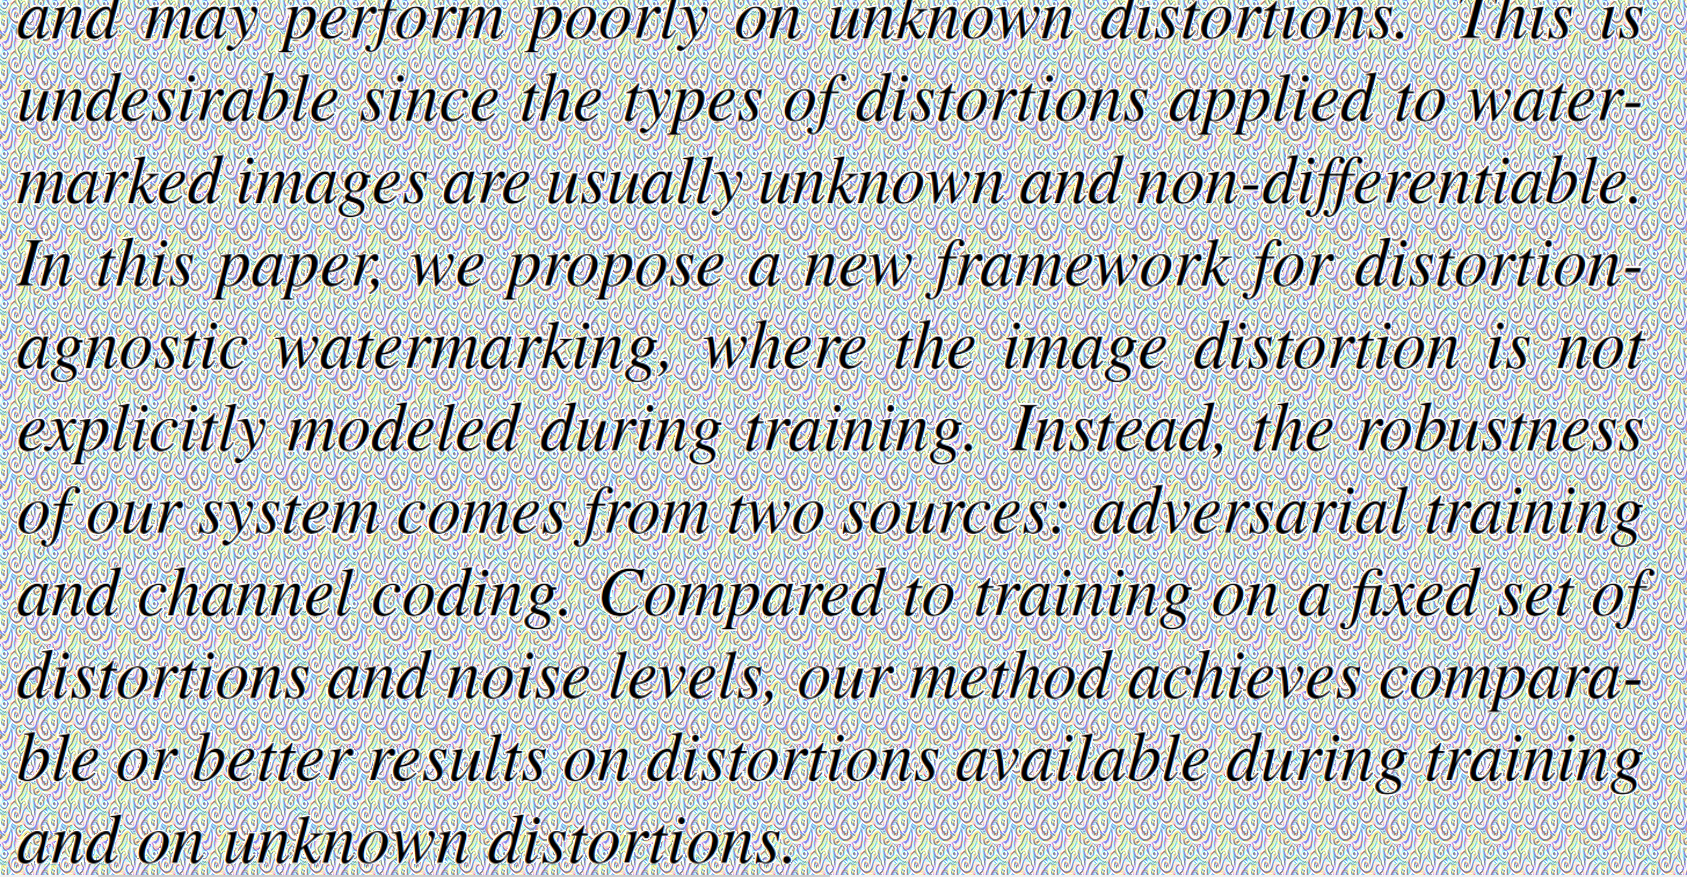 and may perform poorly on unknown distortions. This is
undesirable since the types of distortions applied to water-
marked images are usually unknown and non-differentiable.
In this paper, we propose a new framework for distortion-
agnostic watermarking, where the image distortion is not
explicitly modeled during training. Instead, the robustness
of our system comes from two sources: adversarial training
and channel coding. Compared to training on a fixed set of
distortions and noise levels, our method achieves compara-
ble or better results on distortions available during training
and on unknown distortions.